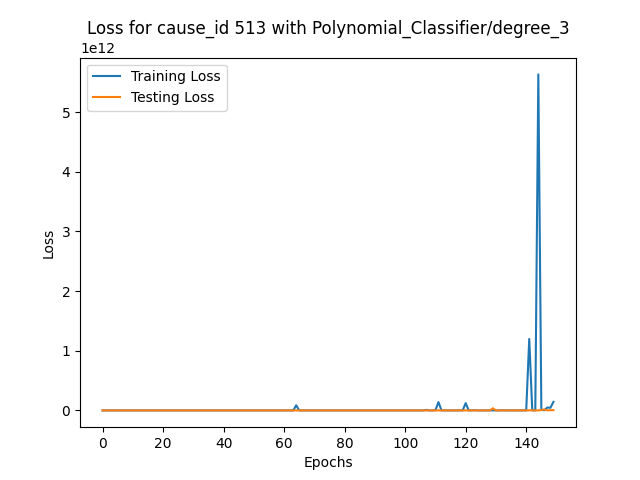 Loss for cause_id 513 with Polynomial_Classifier/degree_3
1e12
Training Loss
Testing Loss
5
4
3
2
1
0
Loss
0 20 40 60 80 100 120 140
Epochs